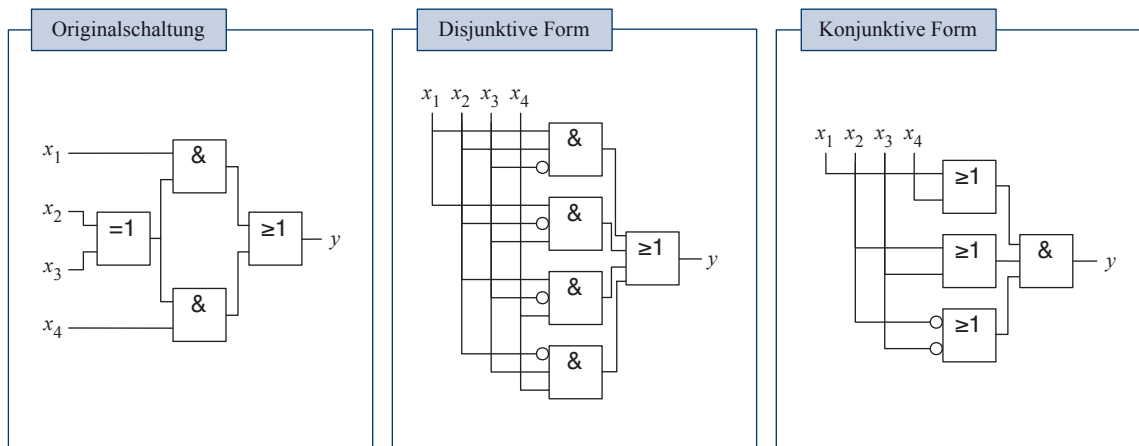 Originalschaltung
x1
x2
x3
x4
=1
&
&
≥1
y
Disjunktive Form
x1 x2 x3 x4
&
&
&
&
≥1
y
Konjunktive Form
x1 x2 x3 x4
≥1
≥1
≥1
&
y